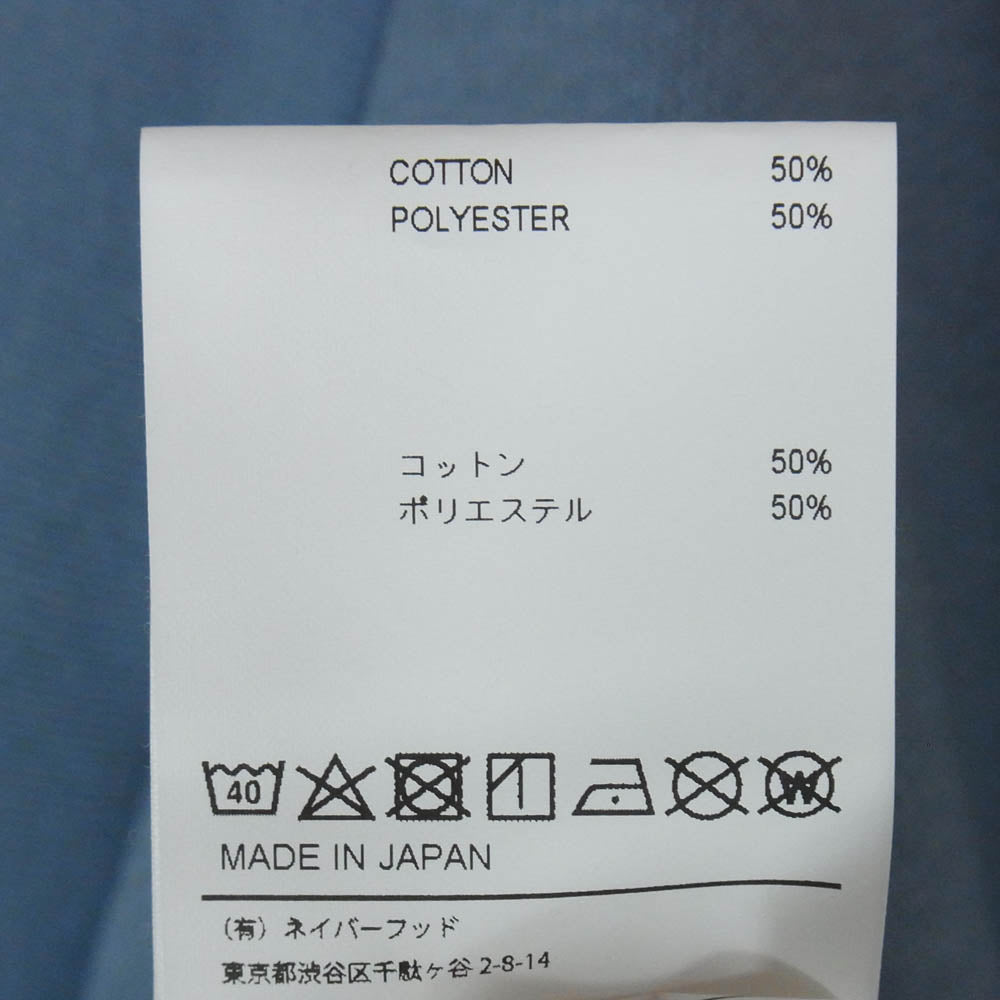 COTTON 50%
POLYESTER 50%
コットン 50%
ポリエステル 50%
40 W
MADE IN JAPAN
(有) ネイバーフッド
東京都渋谷区千駄ヶ谷 2-8-14